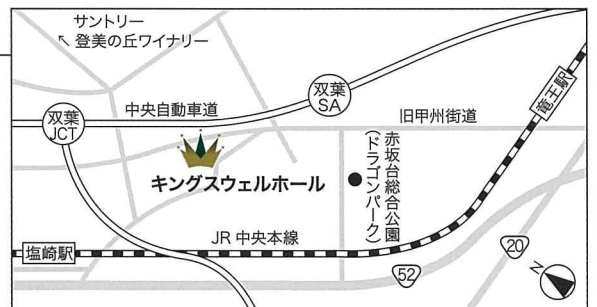 サントリー
登美の丘ワイナリー
双葉
SA
中央自動車道
双葉
JCT
旧甲州街道
竜王駅
キングスウェルホール
赤坂台総合公園
(ドラゴンパーク)
JR中央本線
塩崎駅
20
52
N